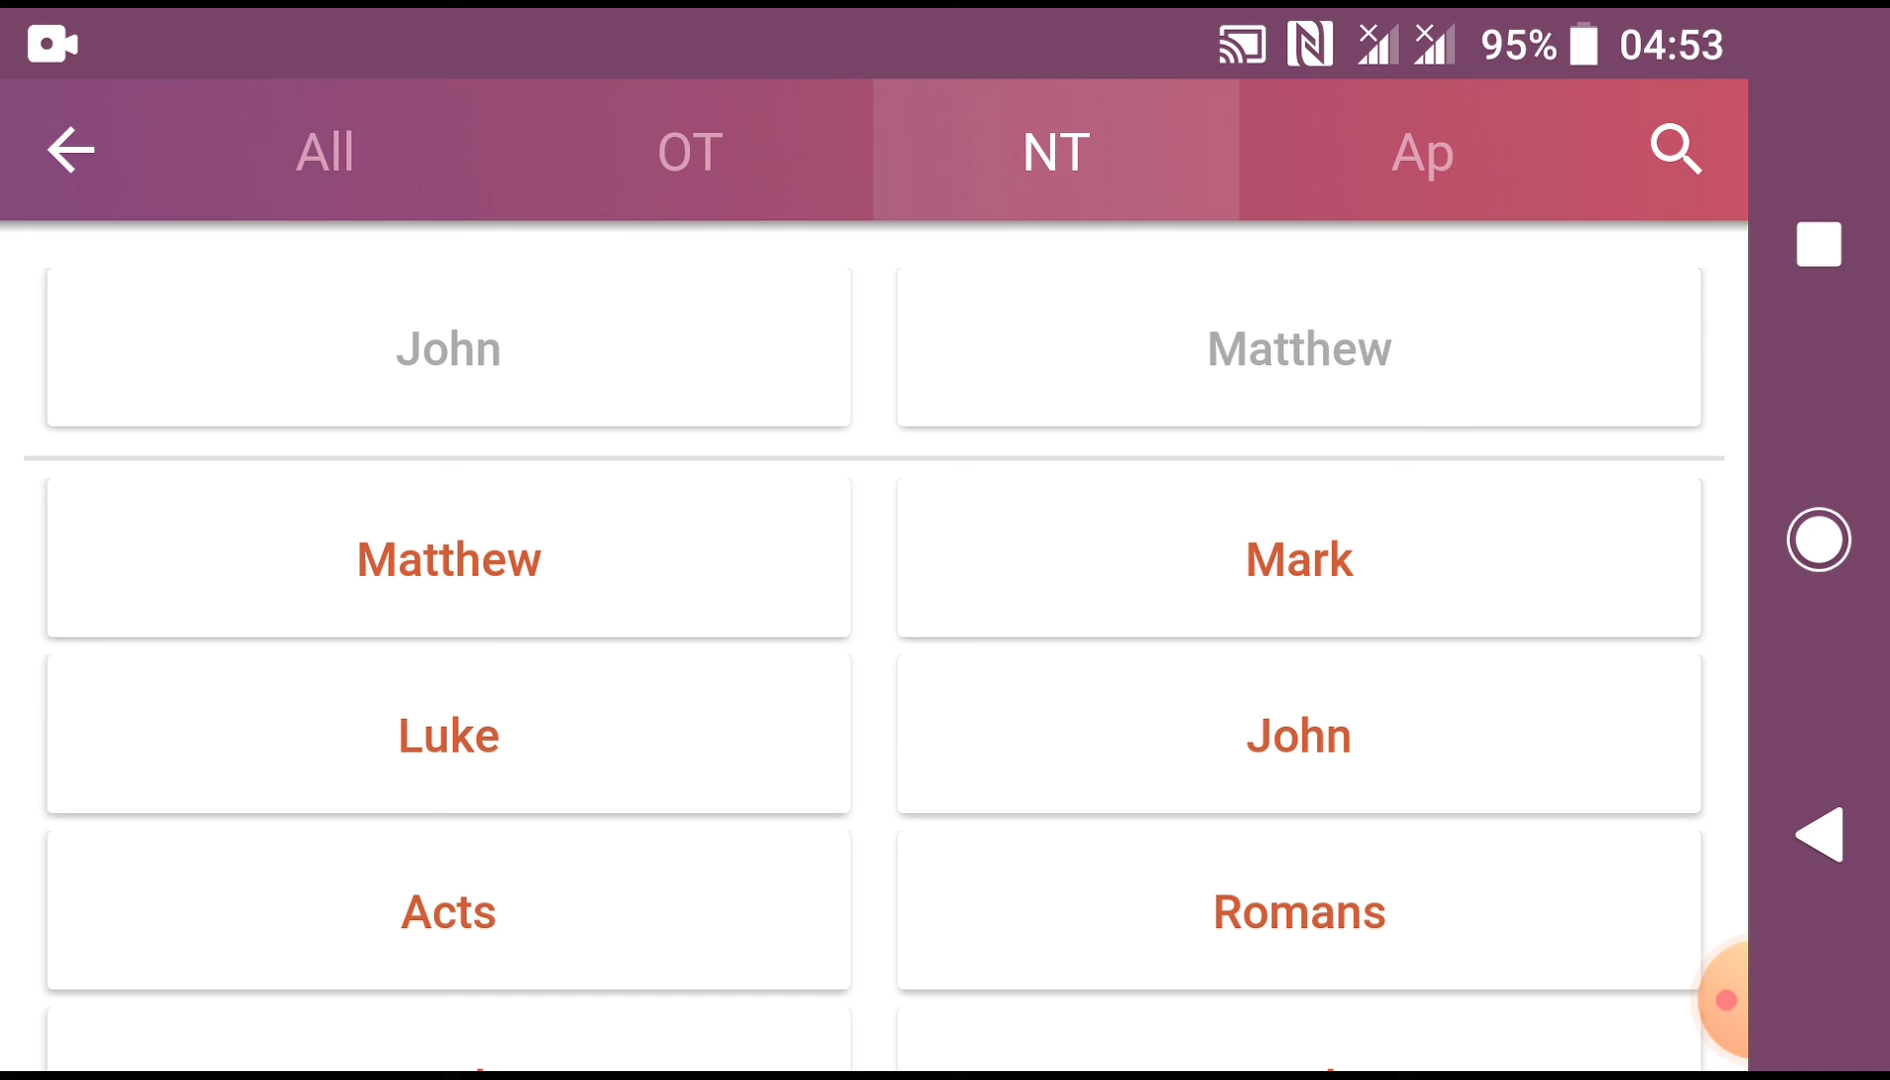 95% 04:53
All OT NT Ap
John Matthew
Matthew Mark
Luke John
Acts Romans